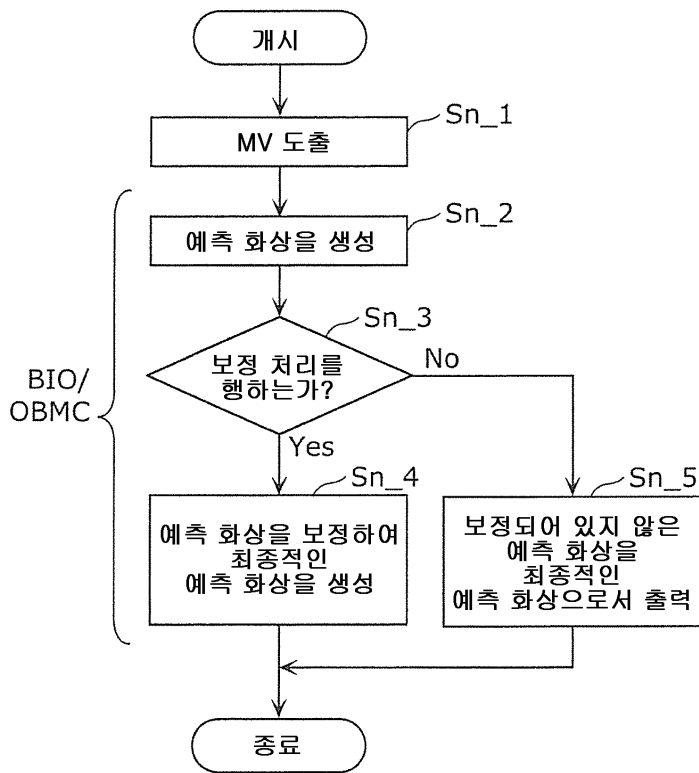 개시
Sn_1
MV 도출
Sn_2
예측 화상을 생성
Sn_3
보정 처리를
행하는가?
No
BIO/
OBMC
Yes
Sn_4
예측 화상을 보정하여
최종적인
예측 화상을 생성
Sn_5
보정되어 있지 않은
예측 화상을
최종적인
예측 화상으로서 출력
종료